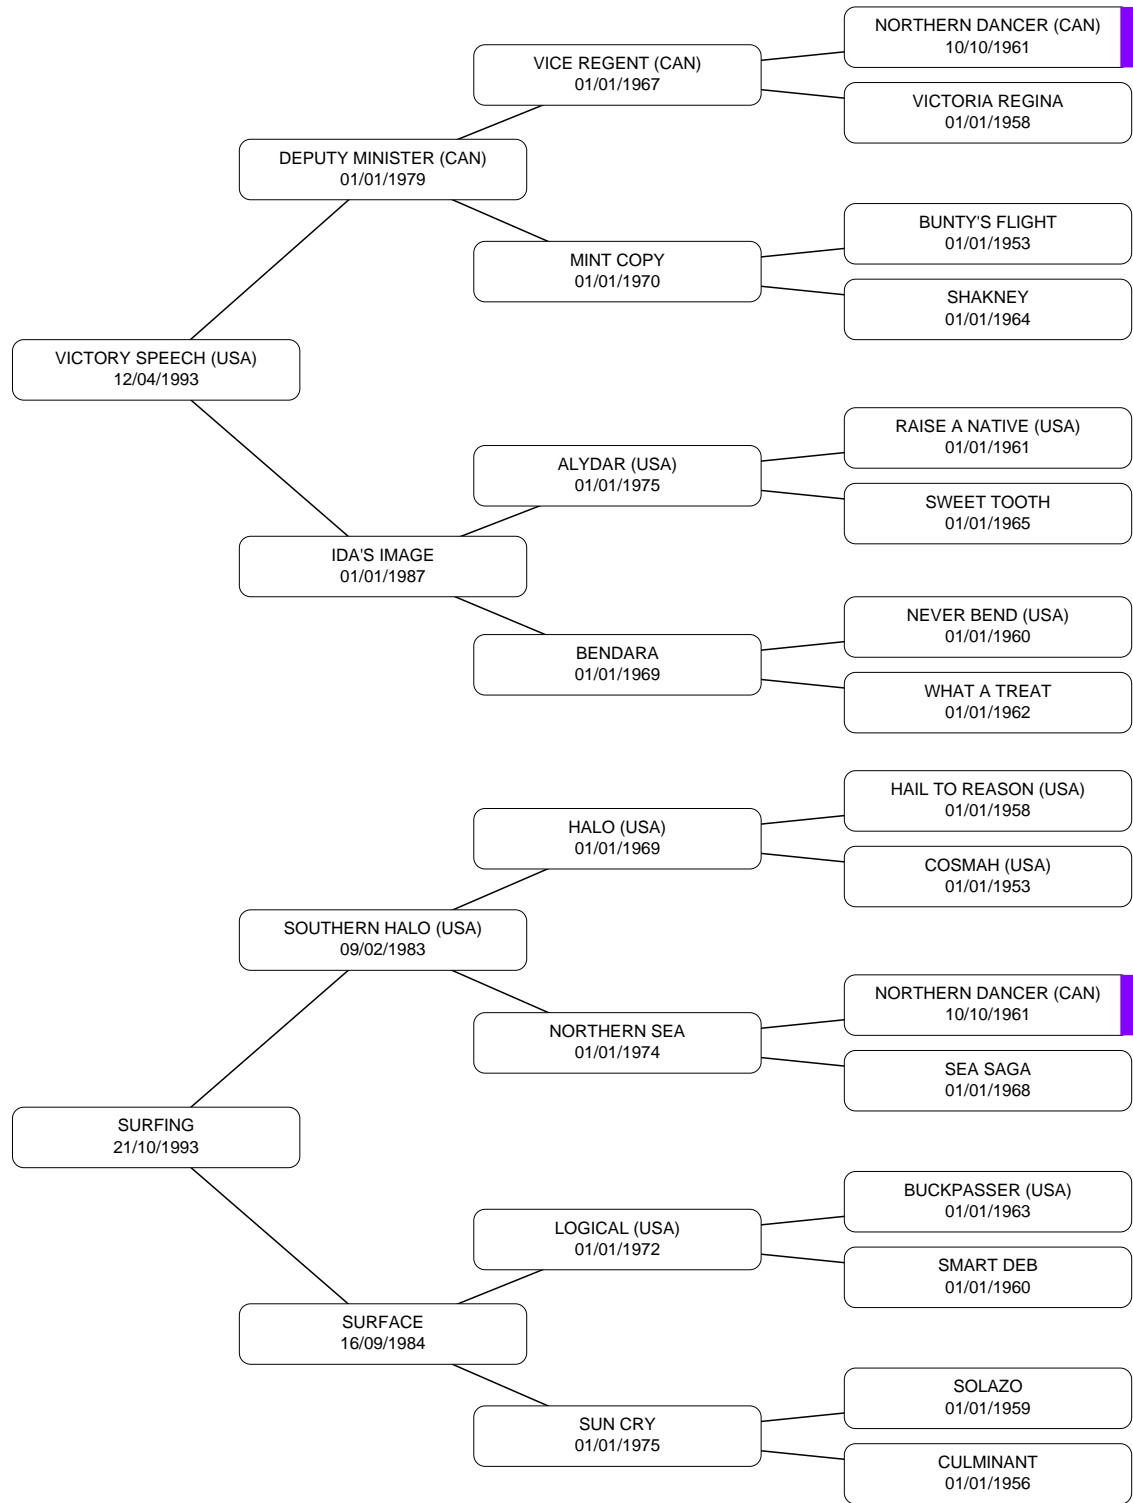 NORTHERN DANCER (CAN)
10/10/1961
VICE REGENT (CAN)
01/01/1967
VICTORIA REGINA
01/01/1958
DEPUTY MINISTER (CAN)
01/01/1979
BUNTY'S FLIGHT
01/01/1953
MINT COPY
01/01/1970
SHAKNEY
01/01/1964
VICTORY SPEECH (USA)
12/04/1993
RAISE A NATIVE (USA)
01/01/1961
ALYDAR (USA)
01/01/1975
SWEET TOOTH
01/01/1965
IDA'S IMAGE
01/01/1987
NEVER BEND (USA)
01/01/1960
BENDARA
01/01/1969
WHAT A TREAT
01/01/1962
HAIL TO REASON (USA)
01/01/1958
HALO (USA)
01/01/1969
COSMAH (USA)
01/01/1953
SOUTHERN HALO (USA)
09/02/1983
NORTHERN DANCER (CAN)
10/10/1961
NORTHERN SEA
01/01/1974
SEA SAGA
01/01/1968
SURFING
21/10/1993
BUCKPASSER (USA)
01/01/1963
LOGICAL (USA)
01/01/1972
SMART DEB
01/01/1960
SURFACE
16/09/1984
SOLAZO
01/01/1959
SUN CRY
01/01/1975
CULMINANT
01/01/1956